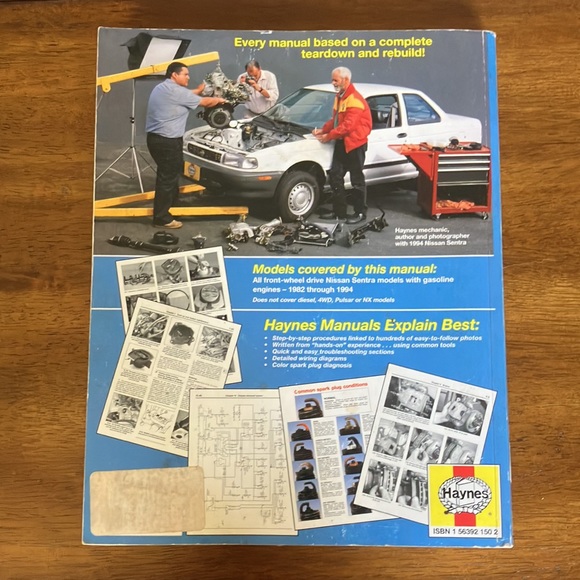 Every manual based on a complete
teardown and rebuild!
Haynes mechanic,
author and photographer
with 1994 Nissan Sentra
Models covered by this manual:
All front-wheel drive Nissan Sentra models with gasoline
engines – 1982 through 1994
Does not cover diesel, 4WD, Pulsar or NX models
Haynes Manuals Explain Best:
• Step-by-step procedures linked to hundreds of easy-to-follow photos
• Written from "hands-on" experience . . . using common tools
• Quick and easy troubleshooting sections
• Detailed wiring diagrams
• Color spark plug diagnosis
Common spark plug conditions
Haynes
ISBN 1 56392 150 2